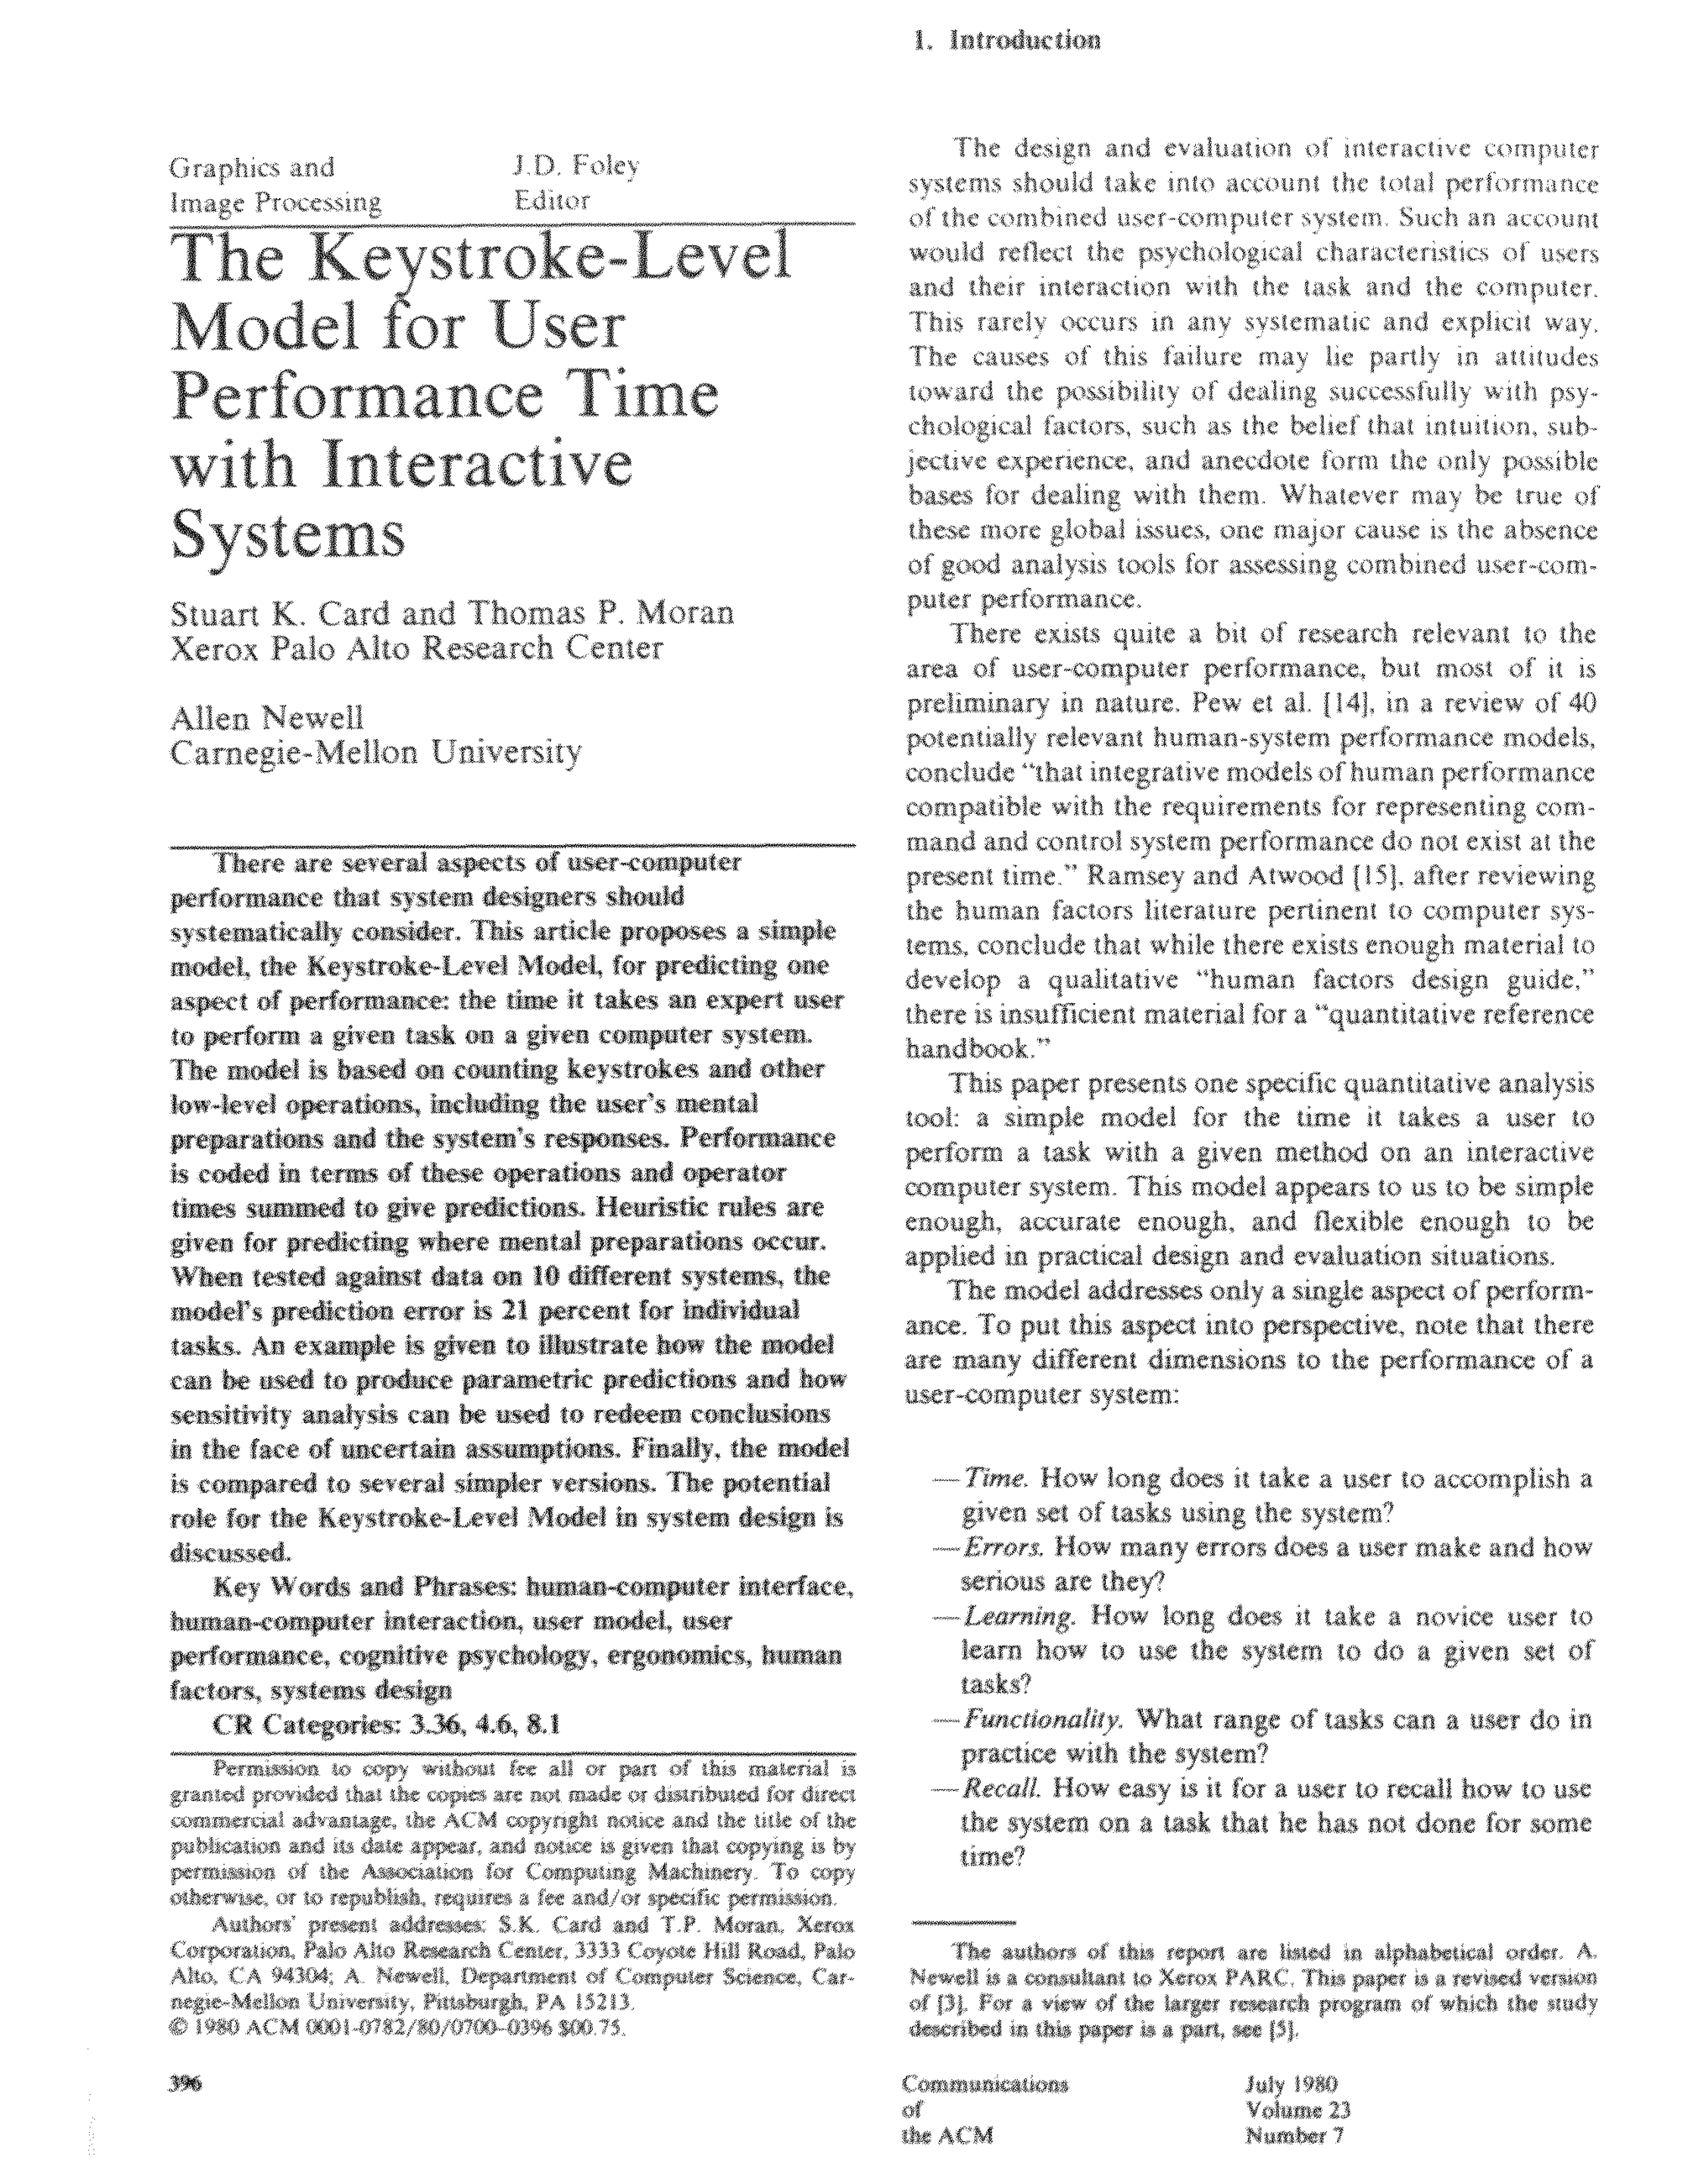 Graphics and J.D. Foley
Image Processing Editor
The Keystroke-Level
Model for User
Performance Time
with Interactive
Systems
Stuart K. Card and Thomas P. Moran
Xerox Palo Alto Research Center
Allen Newell
Carnegie-Mellon University
There are several aspects of user-computer
performance that system designers should
systematically consider. This article proposes a simple
model, the Keystroke-Level Model, for predicting one
aspect of performance: the time it takes an expert user
to perform a given task on a given computer system.
The model is based on counting keystrokes and other
low-level operations, including the user's mental
preparations and the system's responses. Performance
is coded in terms of these operations and operator
times summed to give predictions. Heuristic rules are
given for predicting where mental preparations occur.
When tested against data on 10 different systems, the
model's prediction error is 21 percent for individual
tasks. An example is given to illustrate how the model
can be used to produce parametric predictions and how
sensitivity analysis can be used to redeem conclusions
in the face of uncertain assumptions. Finally, the model
is compared to several simpler versions. The potential
role for the Keystroke-Level Model in system design is
discussed.
Key Words and Phrases: human-computer interface,
human-computer interaction, user model, user
performance, cognitive psychology, ergonomics, human
factors, systems design
CR Categories: 3.36, 4.6, 8.1
Permission to copy without fee all or part of this material is
granted provided that the copies are not made or distributed for direct
commercial advantage, the ACM copyright notice and the title of the
publication and its date appear, and notice is given that copying is by
permission of the Association for Computing Machinery. To copy
otherwise, or to republish, requires a fee and/or specific permission.
Authors' present addresses: S.K. Card and T.P. Moran, Xerox
Corporation, Palo Alto Research Center, 3333 Coyote Hill Road, Palo
Alto, CA 94304; A. Newell, Department of Computer Science, Car-
negie-Mellon University, Pittsburgh, PA 15213.
© 1980 ACM 0001-0782/80/0700-0396 $00.75.
1. Introduction
The design and evaluation of interactive computer
systems should take into account the total performance
of the combined user-computer system. Such an account
would reflect the psychological characteristics of users
and their interaction with the task and the computer.
This rarely occurs in any systematic and explicit way.
The causes of this failure may lie partly in attitudes
toward the possibility of dealing successfully with psy-
chological factors, such as the belief that intuition, sub-
jective experience, and anecdote form the only possible
bases for dealing with them. Whatever may be true of
these more global issues, one major cause is the absence
of good analysis tools for assessing combined user-com-
puter performance.
There exists quite a bit of research relevant to the
area of user-computer performance, but most of it is
preliminary in nature. Pew et al. [14], in a review of 40
potentially relevant human-system performance models,
conclude "that integrative models of human performance
compatible with the requirements for representing com-
mand and control system performance do not exist at the
present time." Ramsey and Atwood [15], after reviewing
the human factors literature pertinent to computer sys-
tems, conclude that while there exists enough material to
develop a qualitative "human factors design guide,"
there is insufficient material for a "quantitative reference
handbook."
This paper presents one specific quantitative analysis
tool: a simple model for the time it takes a user to
perform a task with a given method on an interactive
computer system. This model appears to us to be simple
enough, accurate enough, and flexible enough to be
applied in practical design and evaluation situations.
The model addresses only a single aspect of perform-
ance. To put this aspect into perspective, note that there
are many different dimensions to the performance of a
user-computer system:
—Time. How long does it take a user to accomplish a
given set of tasks using the system?
—Errors. How many errors does a user make and how
serious are they?
—Learning. How long does it take a novice user to
learn how to use the system to do a given set of
tasks?
—Functionality. What range of tasks can a user do in
practice with the system?
—Recall. How easy is it for a user to recall how to use
the system on a task that he has not done for some
time?
The authors of this report are listed in alphabetical order. A.
Newell is a consultant to Xerox PARC. This paper is a revised version
of [3]. For a view of the larger research program of which the study
described in this paper is a part, see [5].
396
Communications July 1980
of Volume 23
the ACM Number 7